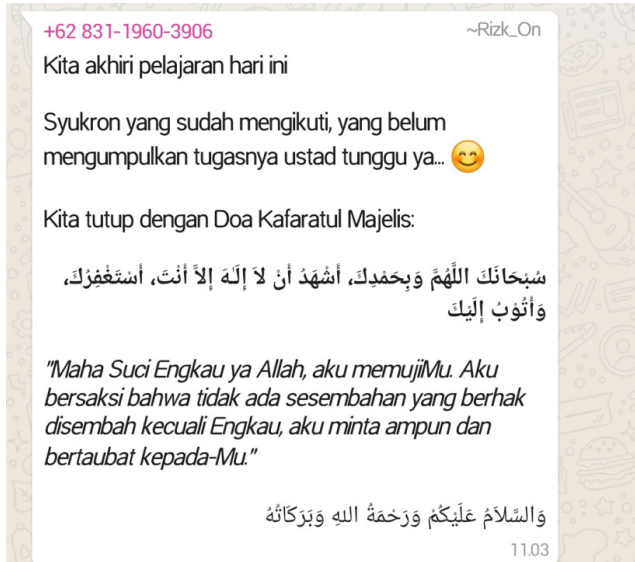 +62 831-1960-3906 ~Rizk_On
Kita akhiri pelajaran hari ini
Syukron yang sudah mengikuti, yang belum
mengumpulkan tugasnya ustad tunggu ya... 😊
Kita tutup dengan Doa Kafaratul Majelis:
سُبْحَانَكَ اللَّهُمَّ وَبِحَمْدِكَ، أَشْهَدُ أَنْ لاَ إِلَهَ إِلاَّ أَنْتَ، أَسْتَغْفِرُكَ،
وَأَتُوْبُ إِلَيْكَ
"Maha Suci Engkau ya Allah, aku memujiMu. Aku
bersaksi bahwa tidak ada sesembahan yang berhak
disembah kecuali Engkau, aku minta ampun dan
bertaubat kepada-Mu."
وَالسَّلاَمُ عَلَيْكُمْ وَرَحْمَةُ اللهِ وَبَرَكَاتُهُ
11.03